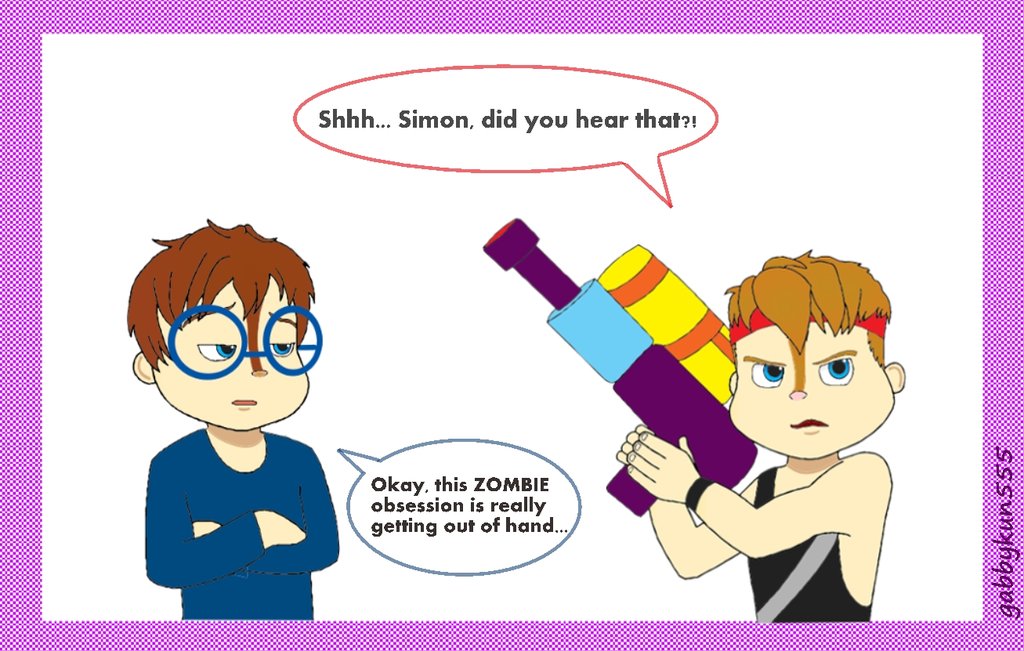 Shhh... Simon, did you hear that?!
Okay, this ZOMBIE
obsession is really
getting out of hand...
gabbykun555